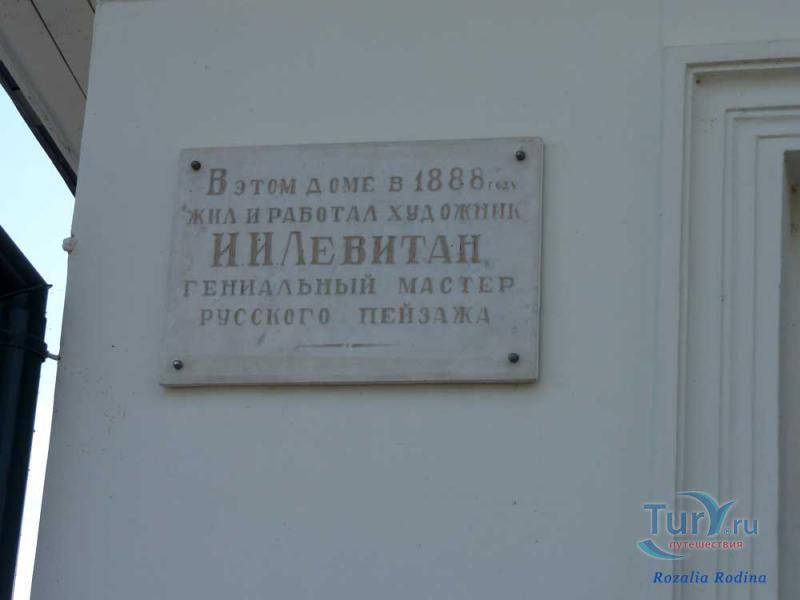 В этом доме в 1888 году
жил и работал художник
И И Левитан,
гениальный мастер
русского пейзажа
Tury.ru
путешествия
Rozalia Rodina